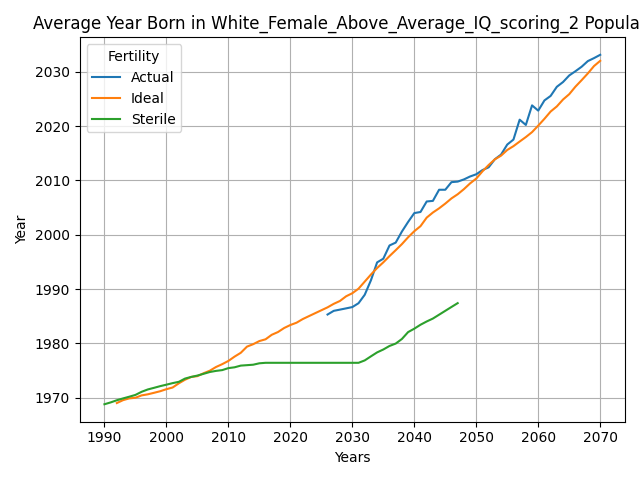 Average Year Born in White_Female_Above_Average_IQ_scoring_2 Popula
Fertility
Actual
Ideal
Sterile
2030
2020
2010
2000
1990
1980
1970
Year
1990 2000 2010 2020 2030 2040 2050 2060 2070
Years